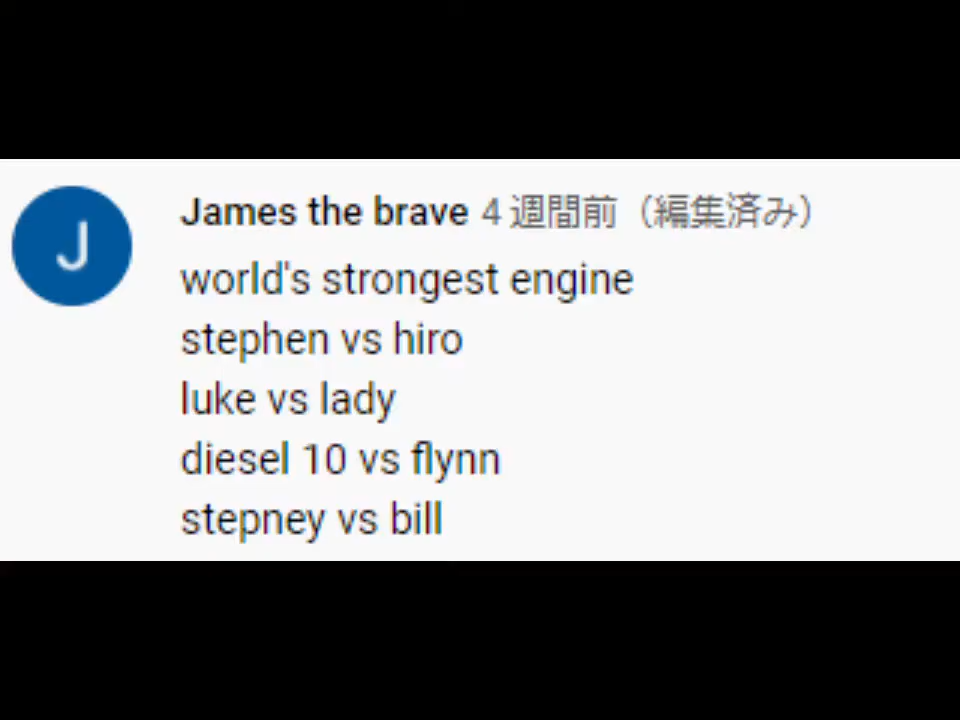 J
James the brave 4 週間前（編集済み）
world's strongest engine
stephen vs hiro
luke vs lady
diesel 10 vs flynn
stepney vs bill